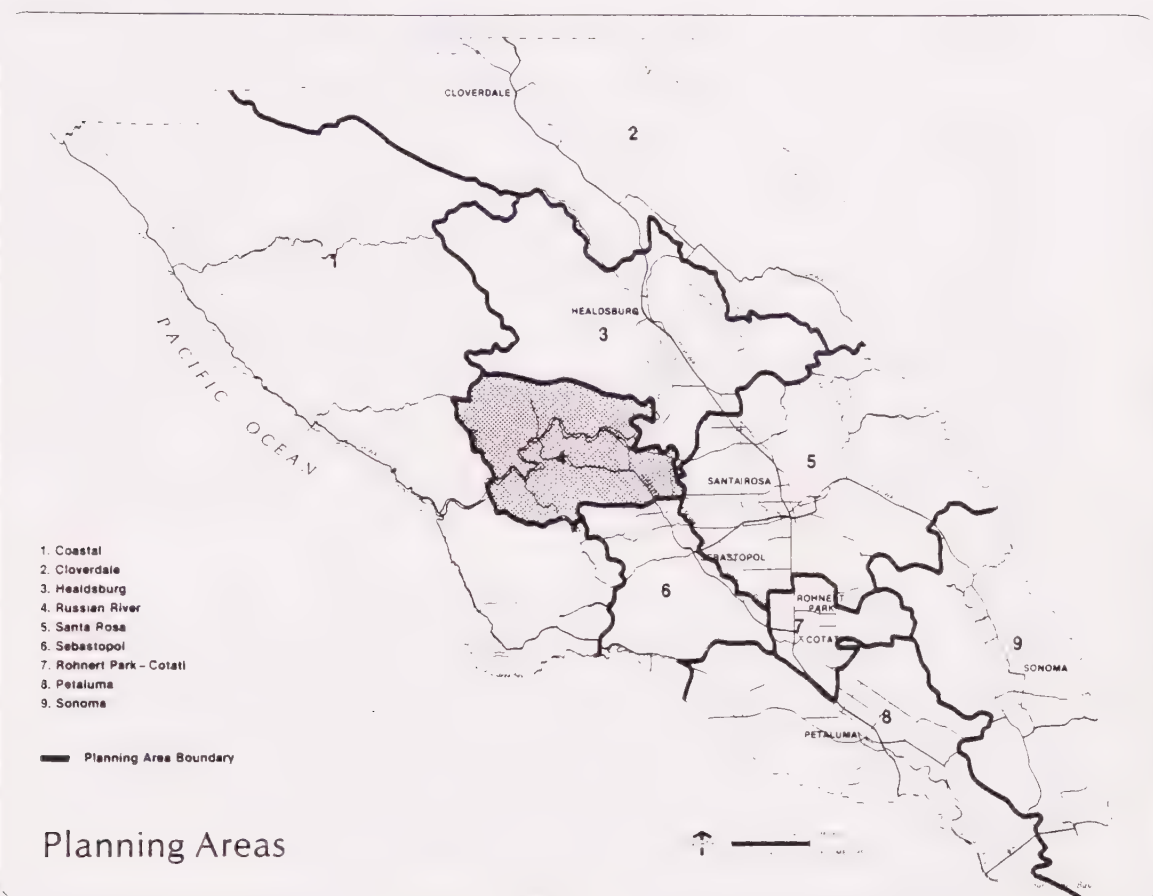 CLOVERDALE
2
HEALDSBURG
3
PACIFIC OCEAN
5
SANTA ROSA
SEBASTOPOL
6
ROHNERT
PARK
7
COTATI
9
SONOMA
8
PETALUMA
1. Coastal
2. Cloverdale
3. Healdsburg
4. Russian River
5. Santa Rosa
6. Sebastopol
7. Rohnert Park - Cotati
8. Petaluma
9. Sonoma
Planning Area Boundary
Planning Areas